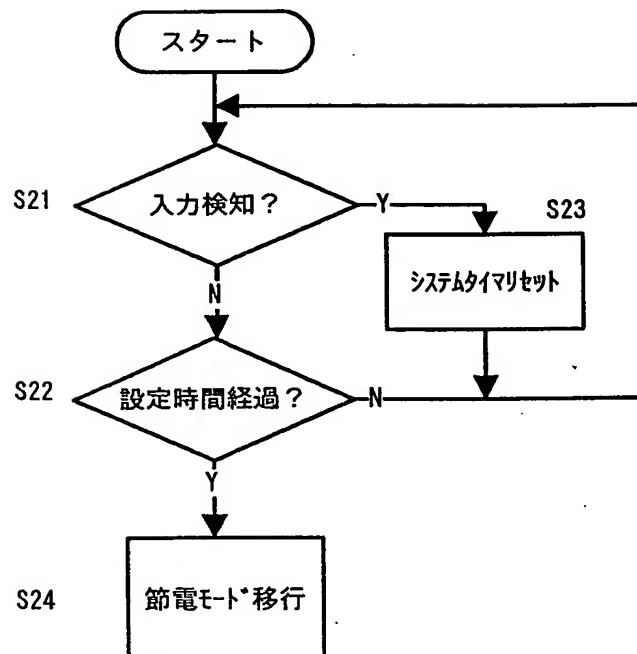 スタート
S21
入力検知？
Y
S23
システムタイマリセット
N
S22
設定時間経過？
N
Y
S24
節電モード移行